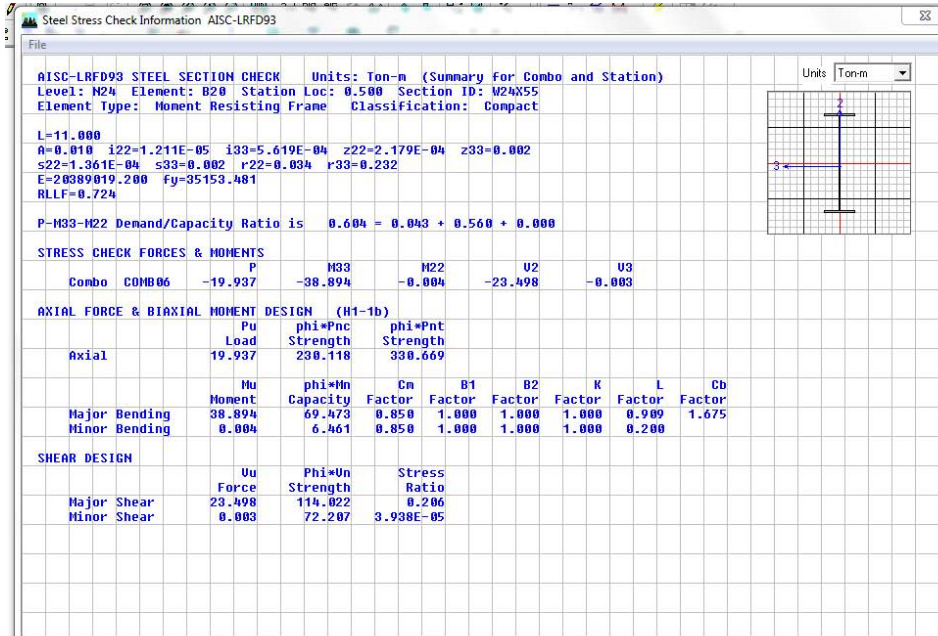 Steel Stress Check Information AISC-LRFD93
File
Units Ton-m
AISC-LRFD93 STEEL SECTION CHECK Units: Ton-m (Summary for Combo and Station)
Level: N24 Element: B20 Station Loc: 0.500 Section ID: W24X55
Element Type: Moment Resisting Frame Classification: Compact
L=11.000
A=0.010 i22=1.211E-05 i33=5.619E-04 z22=2.179E-04 z33=0.002
s22=1.361E-04 s33=0.002 r22=0.034 r33=0.232
E=20389019.200 fy=35153.481
RLLF=0.724
P-M33-M22 Demand/Capacity Ratio is 0.604 = 0.043 + 0.560 + 0.000
STRESS CHECK FORCES & MOMENTS
P M33 M22 V2 V3
Combo COMB06 -19.937 -38.894 -0.004 -23.498 -0.003
AXIAL FORCE & BIAXIAL MOMENT DESIGN (H1-1b)
Pu phi*Pnc phi*Pnt
Load Strength Strength
Axial 19.937 230.118 330.669
Mu phi*Mn Cm B1 B2 K L Cb
Moment Capacity Factor Factor Factor Factor Factor Factor
Major Bending 38.894 69.473 0.850 1.000 1.000 1.000 0.909 1.675
Minor Bending 0.004 6.461 0.850 1.000 1.000 1.000 0.200
SHEAR DESIGN
Vu Phi*Vn Stress
Force Strength Ratio
Major Shear 23.498 114.022 0.206
Minor Shear 0.003 72.207 3.938E-05
2
3